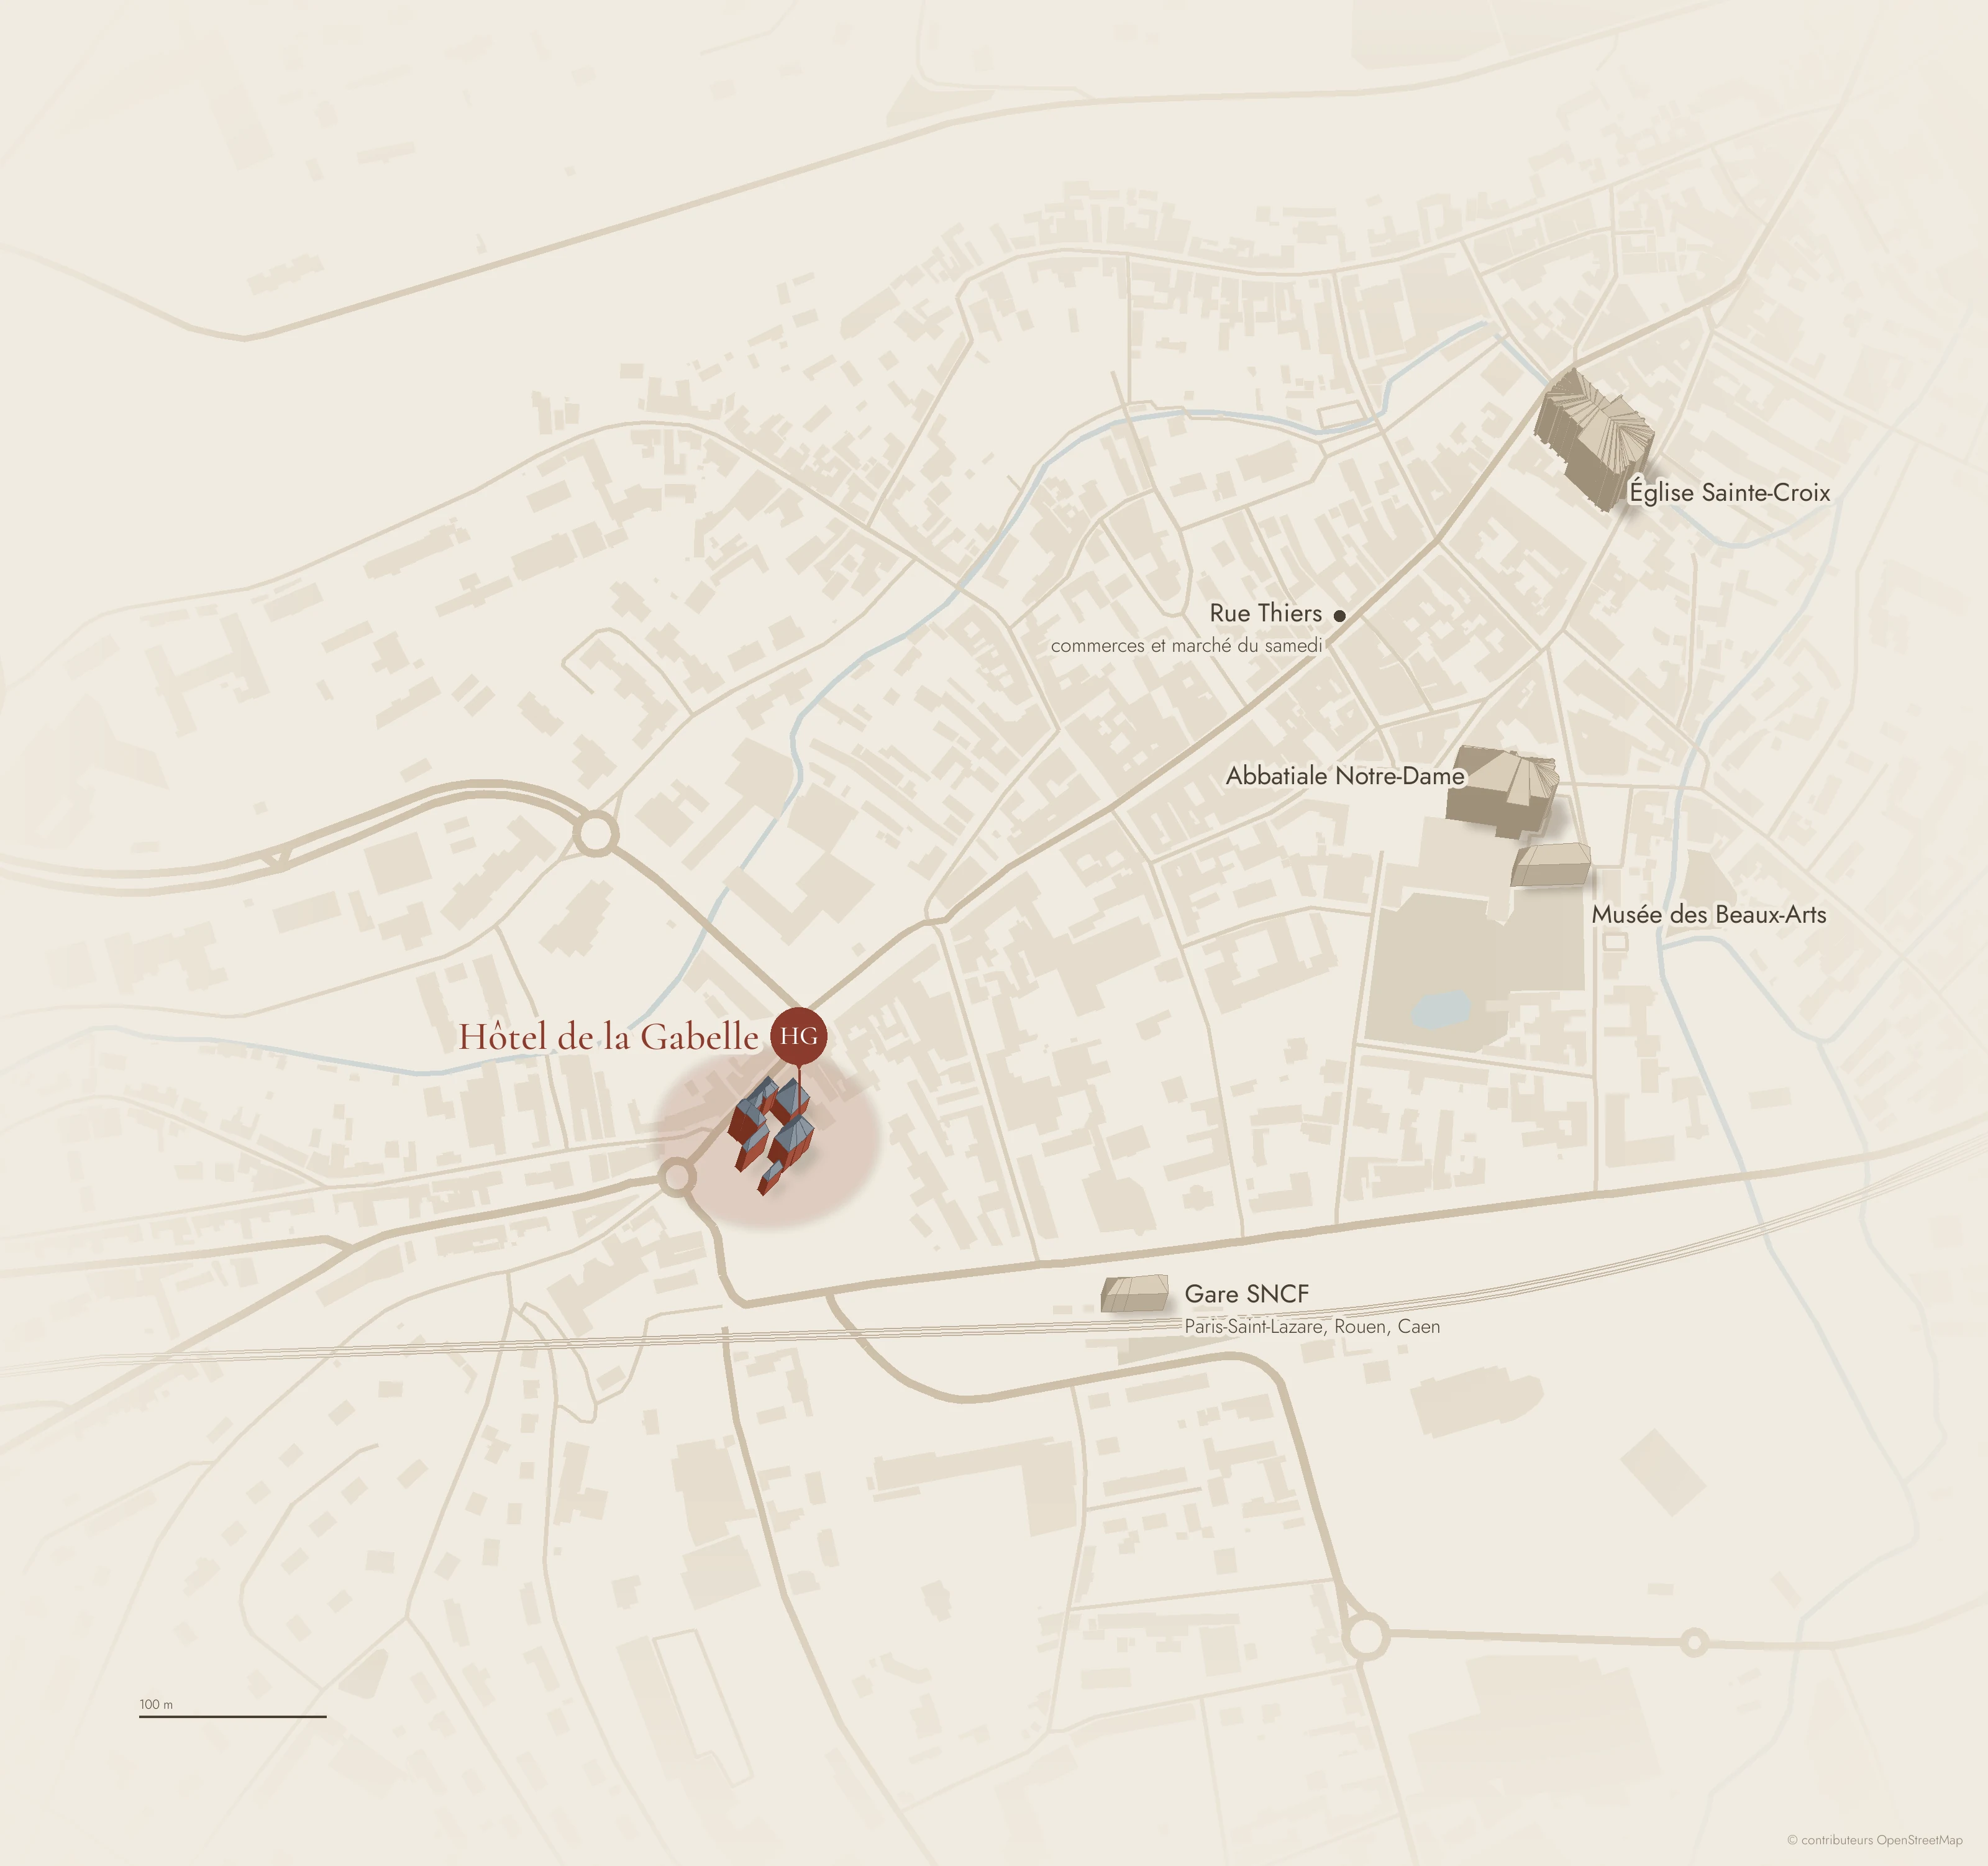 Église Sainte-Croix
Rue Thiers
commerces et marché du samedi
Abbatiale Notre-Dame
Musée des Beaux-Arts
Hôtel de la Gabelle
HG
Gare SNCF
Paris-Saint-Lazare, Rouen, Caen
100 m
© contributeurs OpenStreetMap